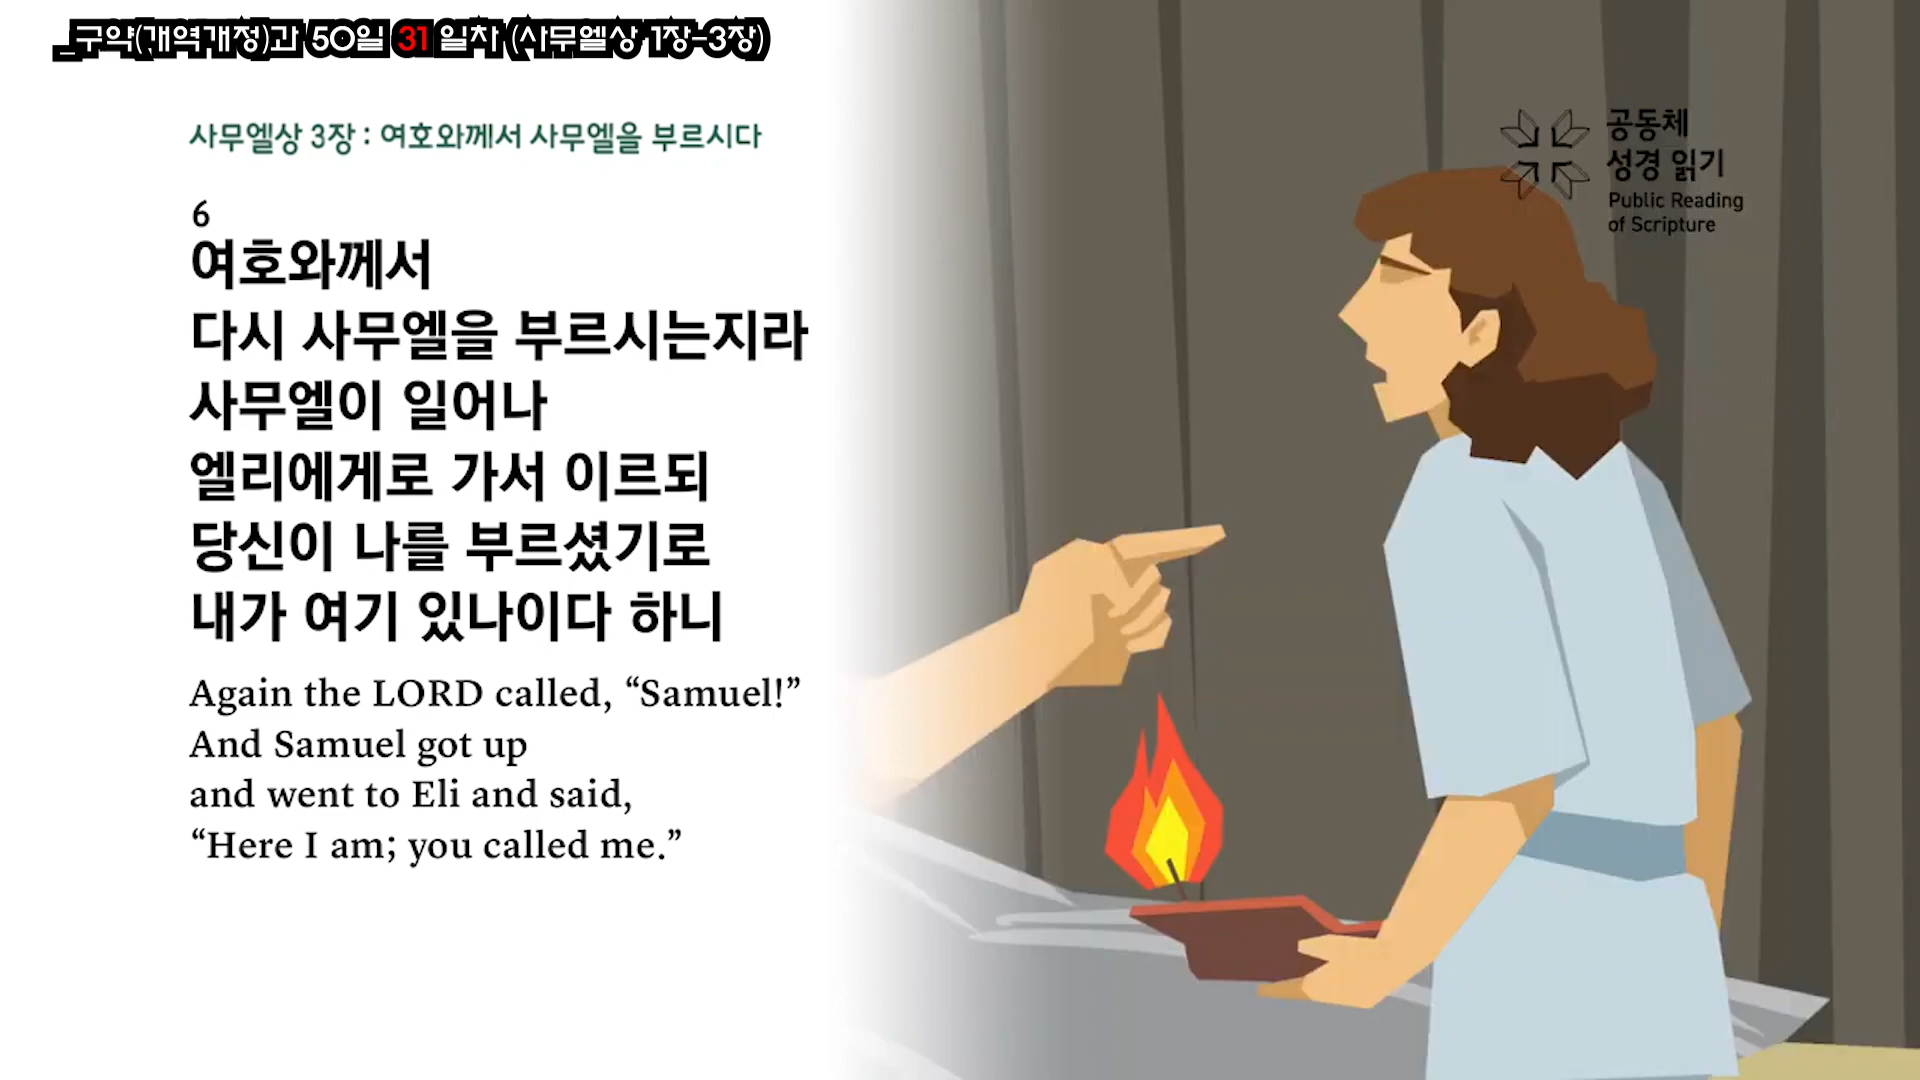 _구약(개역개정)과 50일 31 일차 (사무엘상 1장-3장)
사무엘상 3장 : 여호와께서 사무엘을 부르시다
6
여호와께서
다시 사무엘을 부르시는지라
사무엘이 일어나
엘리에게로 가서 이르되
당신이 나를 부르셨기로
내가 여기 있나이다 하니
Again the LORD called, “Samuel!”
And Samuel got up
and went to Eli and said,
“Here I am; you called me.”
공동체
성경 읽기
Public Reading
of Scripture